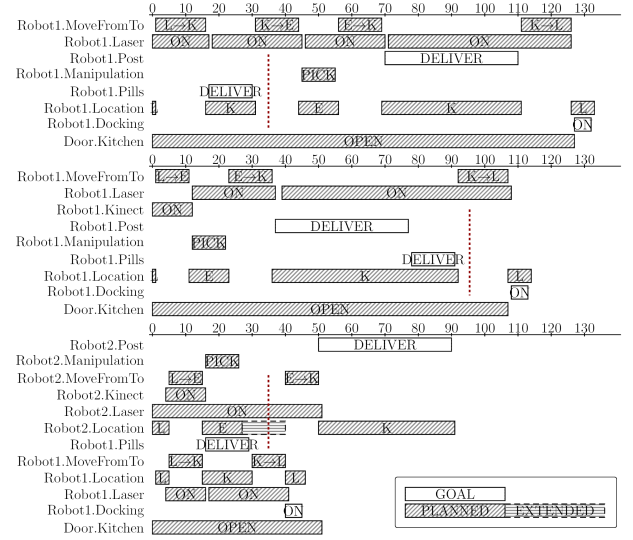 0 10 20 30 40 50 60 70 80 90 100 110 120 130
Robot1.MoveFromTo L→K K→E E→K K→L
Robot1.Laser ON ON ON ON
Robot1.Post DELIVER
Robot1.Manipulation PICK
Robot1.Pills DELIVER
Robot1.Location L K E K L
Robot1.Docking ON
Door.Kitchen OPEN
0 10 20 30 40 50 60 70 80 90 100 110 120 130
Robot1.MoveFromTo L→E E→K K→L
Robot1.Laser ON ON
Robot1.Kinect ON
Robot1.Post DELIVER
Robot1.Manipulation PICK
Robot1.Pills DELIVER
Robot1.Location L E K L
Robot1.Docking ON
Door.Kitchen OPEN
0 10 20 30 40 50 60 70 80 90 100 110 120 130
Robot2.Post DELIVER
Robot2.Manipulation PICK
Robot2.MoveFromTo L→E E→K
Robot2.Kinect ON
Robot2.Laser ON
Robot2.Location L E K
Robot1.Pills DELIVER
Robot1.MoveFromTo L→K K→L
Robot1.Location L K L
Robot1.Laser ON ON
Robot1.Docking ON
Door.Kitchen OPEN
GOAL
PLANNED EXTENDED